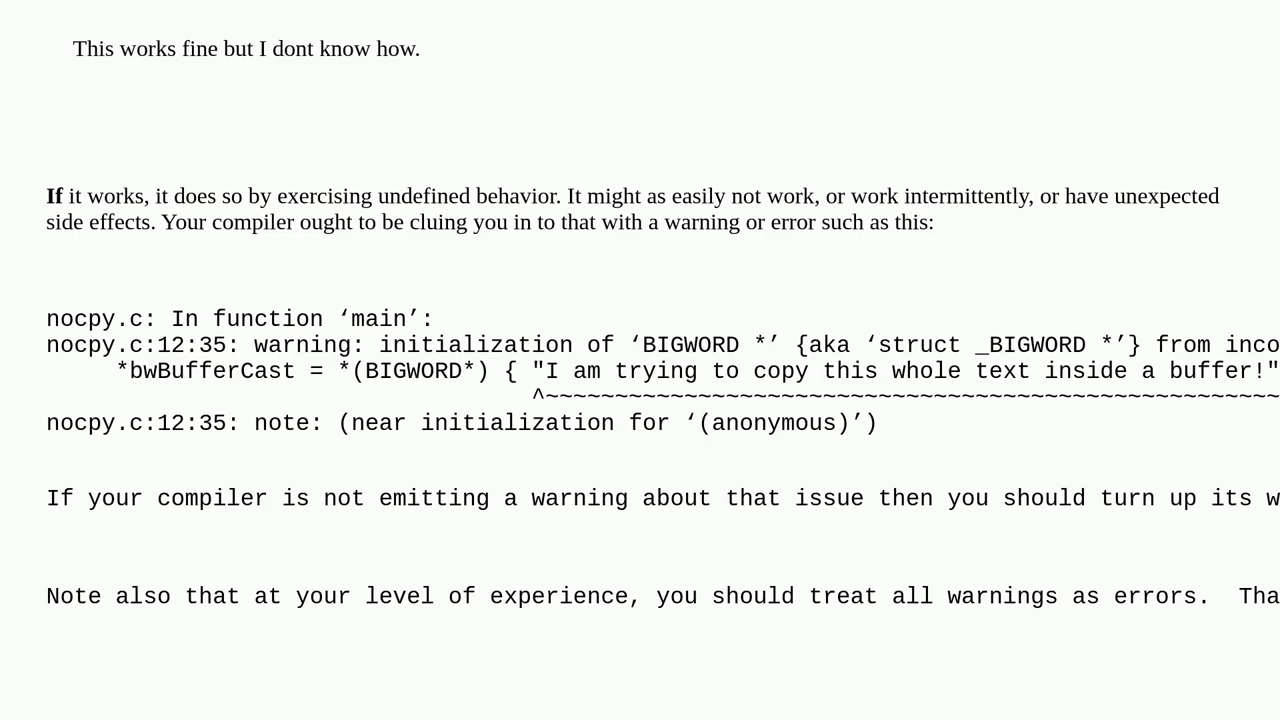 This works fine but I dont know how.
If it works, it does so by exercising undefined behavior. It might as easily not work, or work intermittently, or have unexpected
side effects. Your compiler ought to be cluing you in to that with a warning or error such as this:
nocpy.c: In function ‘main’:
nocpy.c:12:35: warning: initialization of ‘BIGWORD *’ {aka ‘struct _BIGWORD *’} from inco
*bwBufferCast = *(BIGWORD*) { "I am trying to copy this whole text inside a buffer!"
^~~~~~~~~~~~~~~~~~~~~~~~~~~~~~~~~~~~~~~~~~~~~~~~~~~~~~
nocpy.c:12:35: note: (near initialization for ‘(anonymous)’)
If your compiler is not emitting a warning about that issue then you should turn up its w
Note also that at your level of experience, you should treat all warnings as errors.  Tha